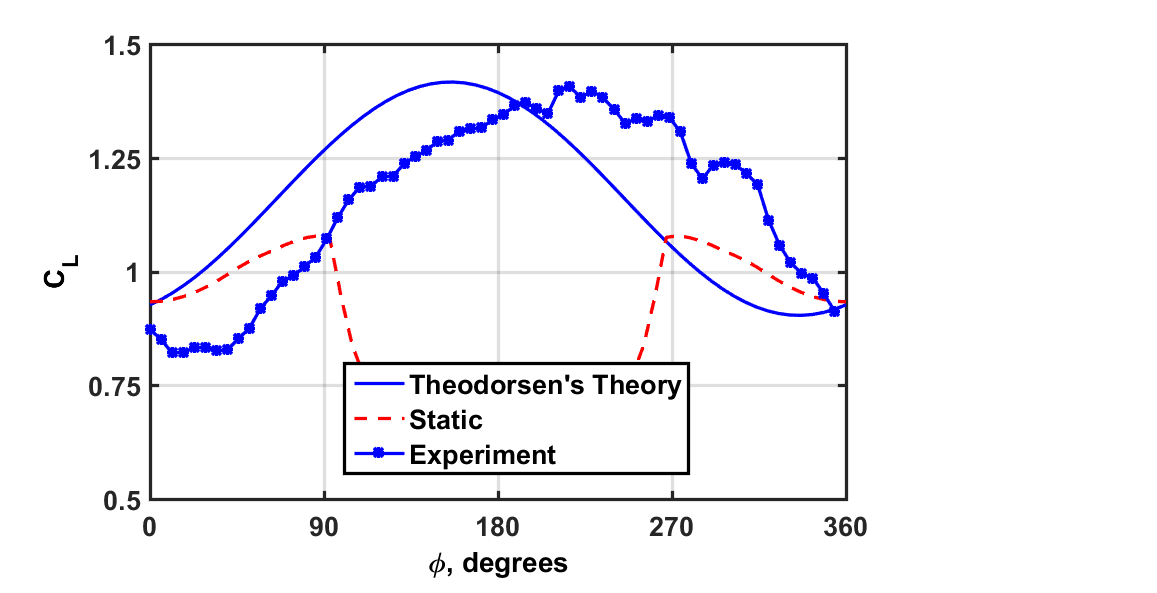 1.5
1.25
1
0.75
0.5
C_L
0
90
180
270
360
ϕ, degrees
Theodorsen's Theory
Static
Experiment